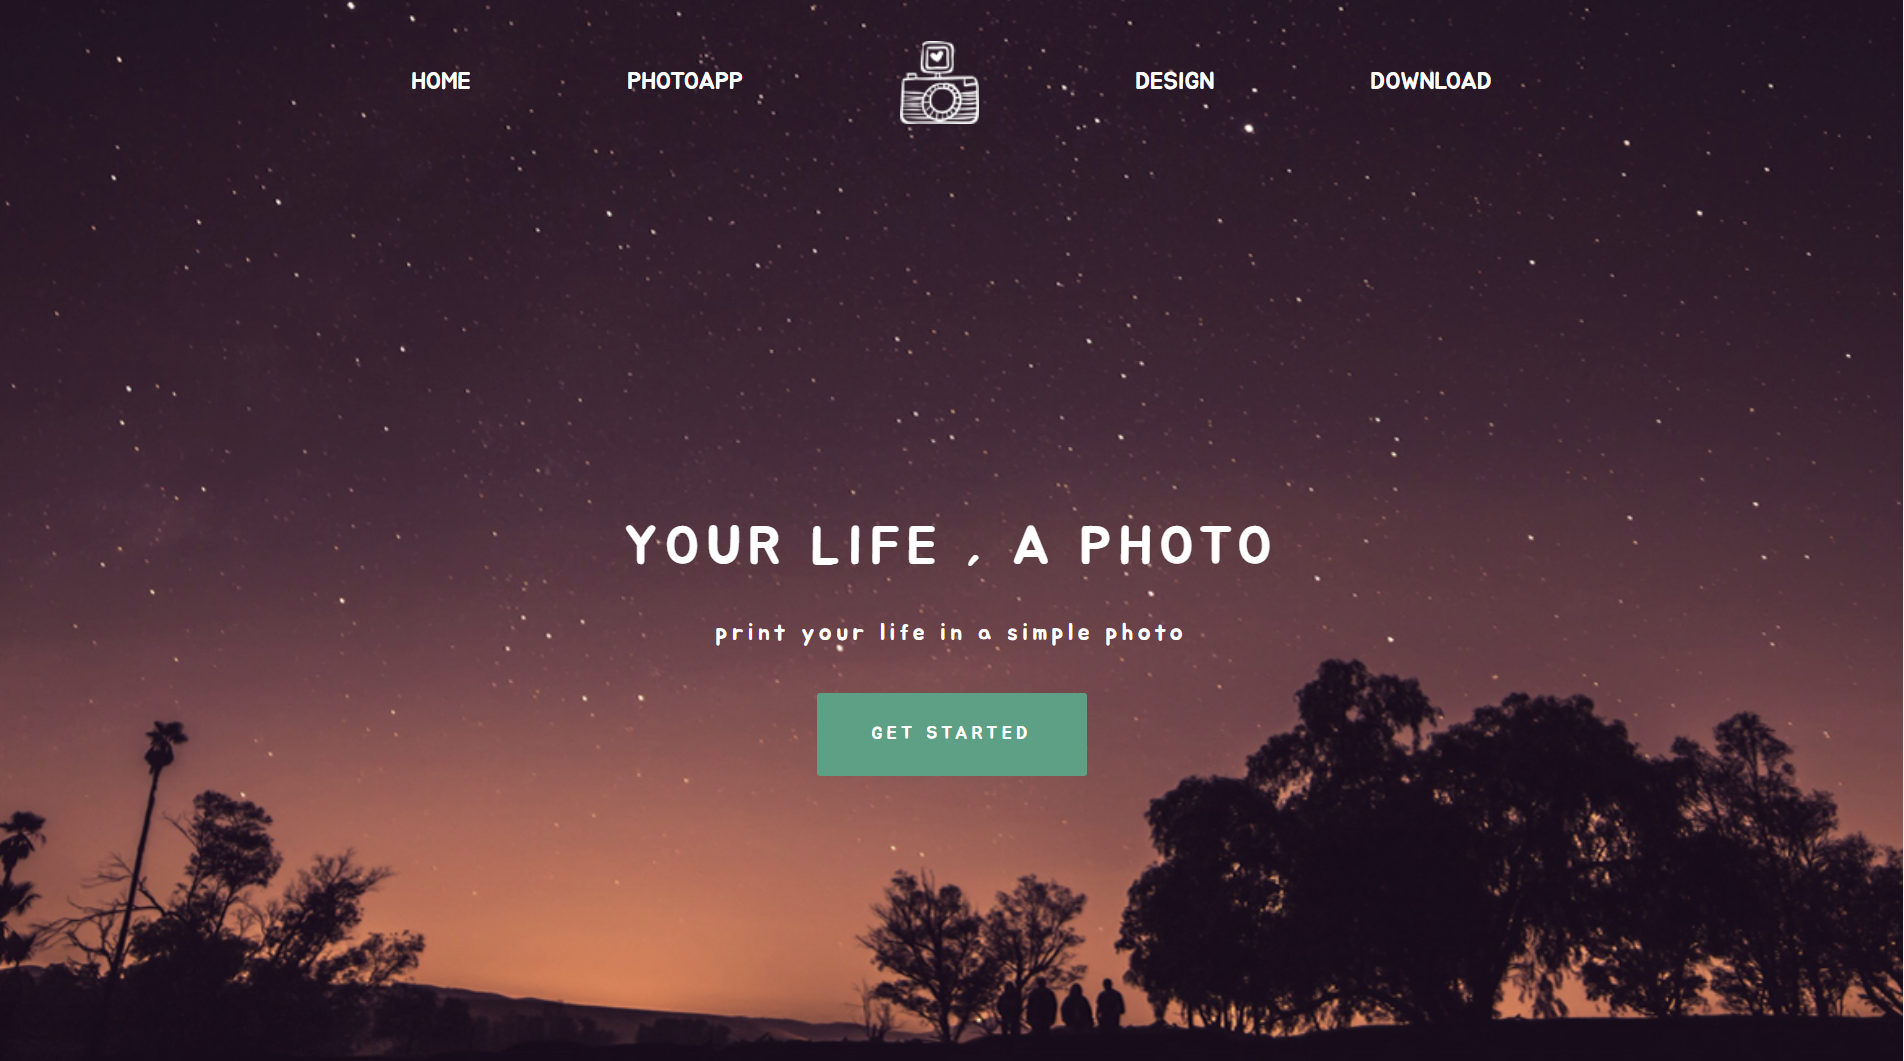 HOME PHOTOAPP DESIGN DOWNLOAD
YOUR LIFE , A PHOTO
print your life in a simple photo
GET STARTED